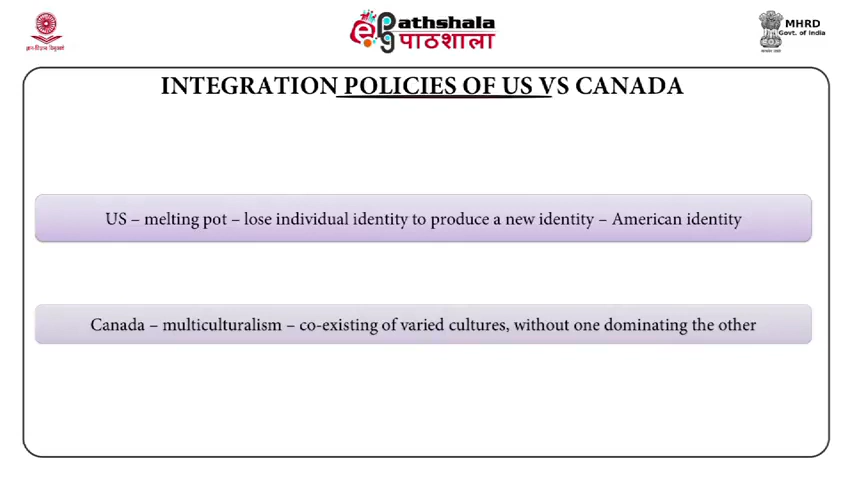 Pathshala
पाठशाला
MHRD
Govt. of India
INTEGRATION POLICIES OF US VS CANADA
US – melting pot – lose individual identity to produce a new identity – American identity
Canada – multiculturalism – co-existing of varied cultures, without one dominating the other